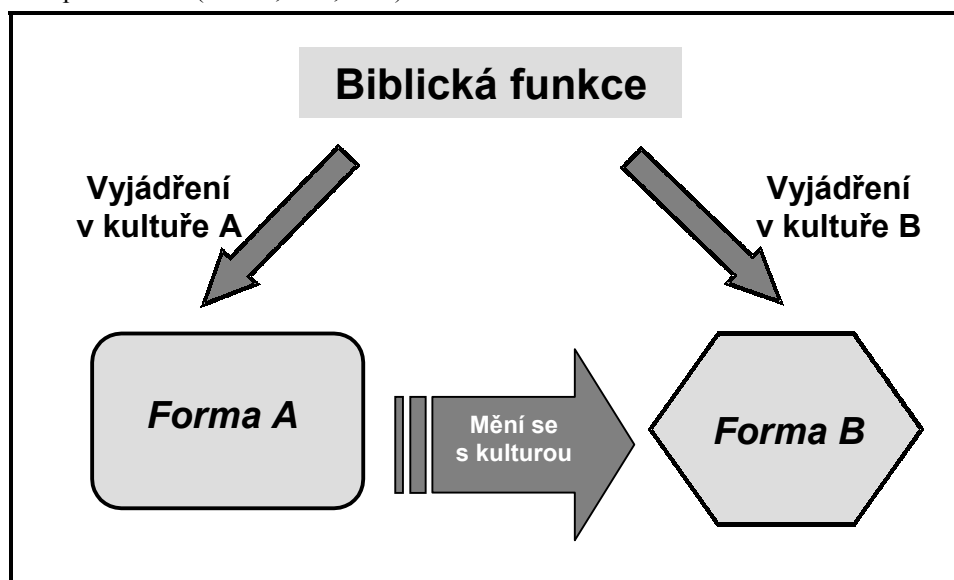 Biblická funkce
Vyjádření
v kultuře A
Vyjádření
v kultuře B
Forma A
Mění se
s kulturou
Forma B